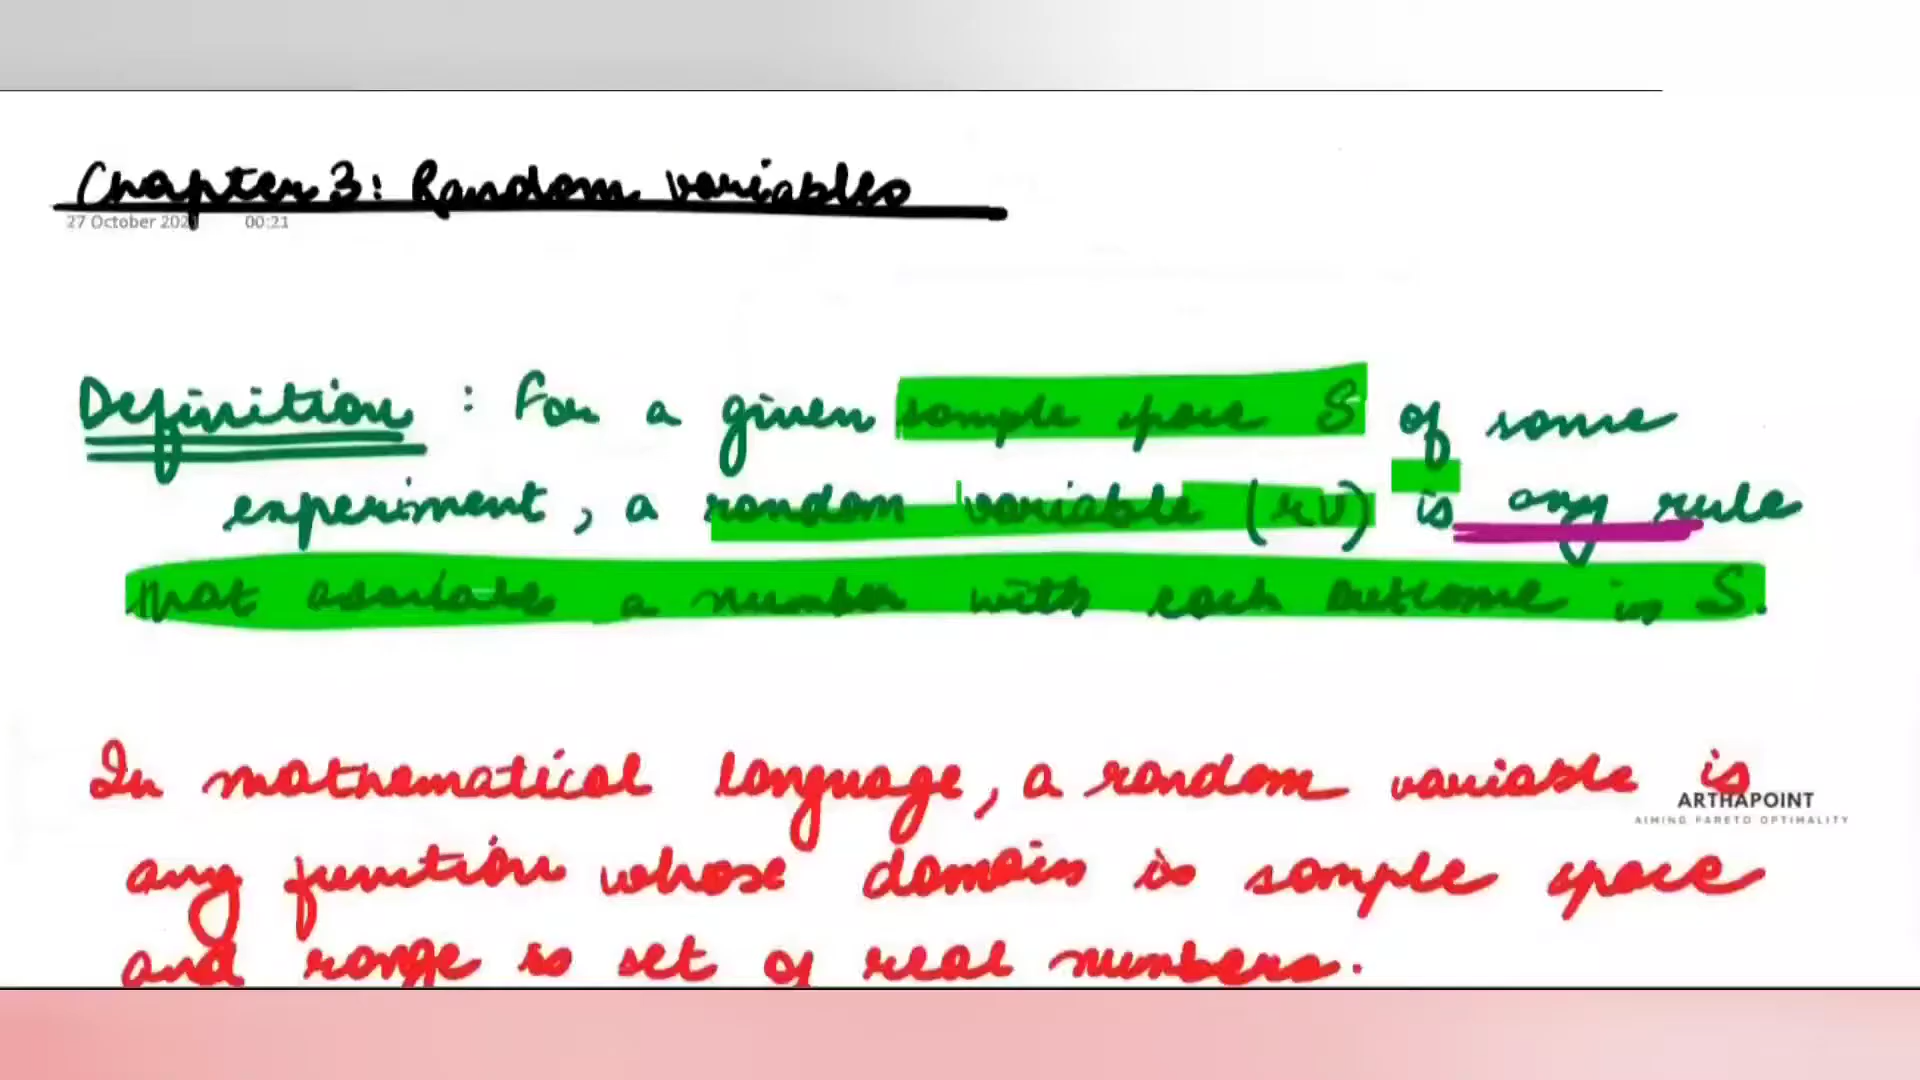 Chapter 3: Random variables
27 October 202 00:21
Definition : For a given sample space S of some
experiment, a random variable (rv) is any rule
that associates a number with each outcome in S.
In mathematical language, a random variable is
ARTHAPOINT
AIMING PARETO OPTIMALITY
any function whose domain is sample space
and range is set of real numbers.